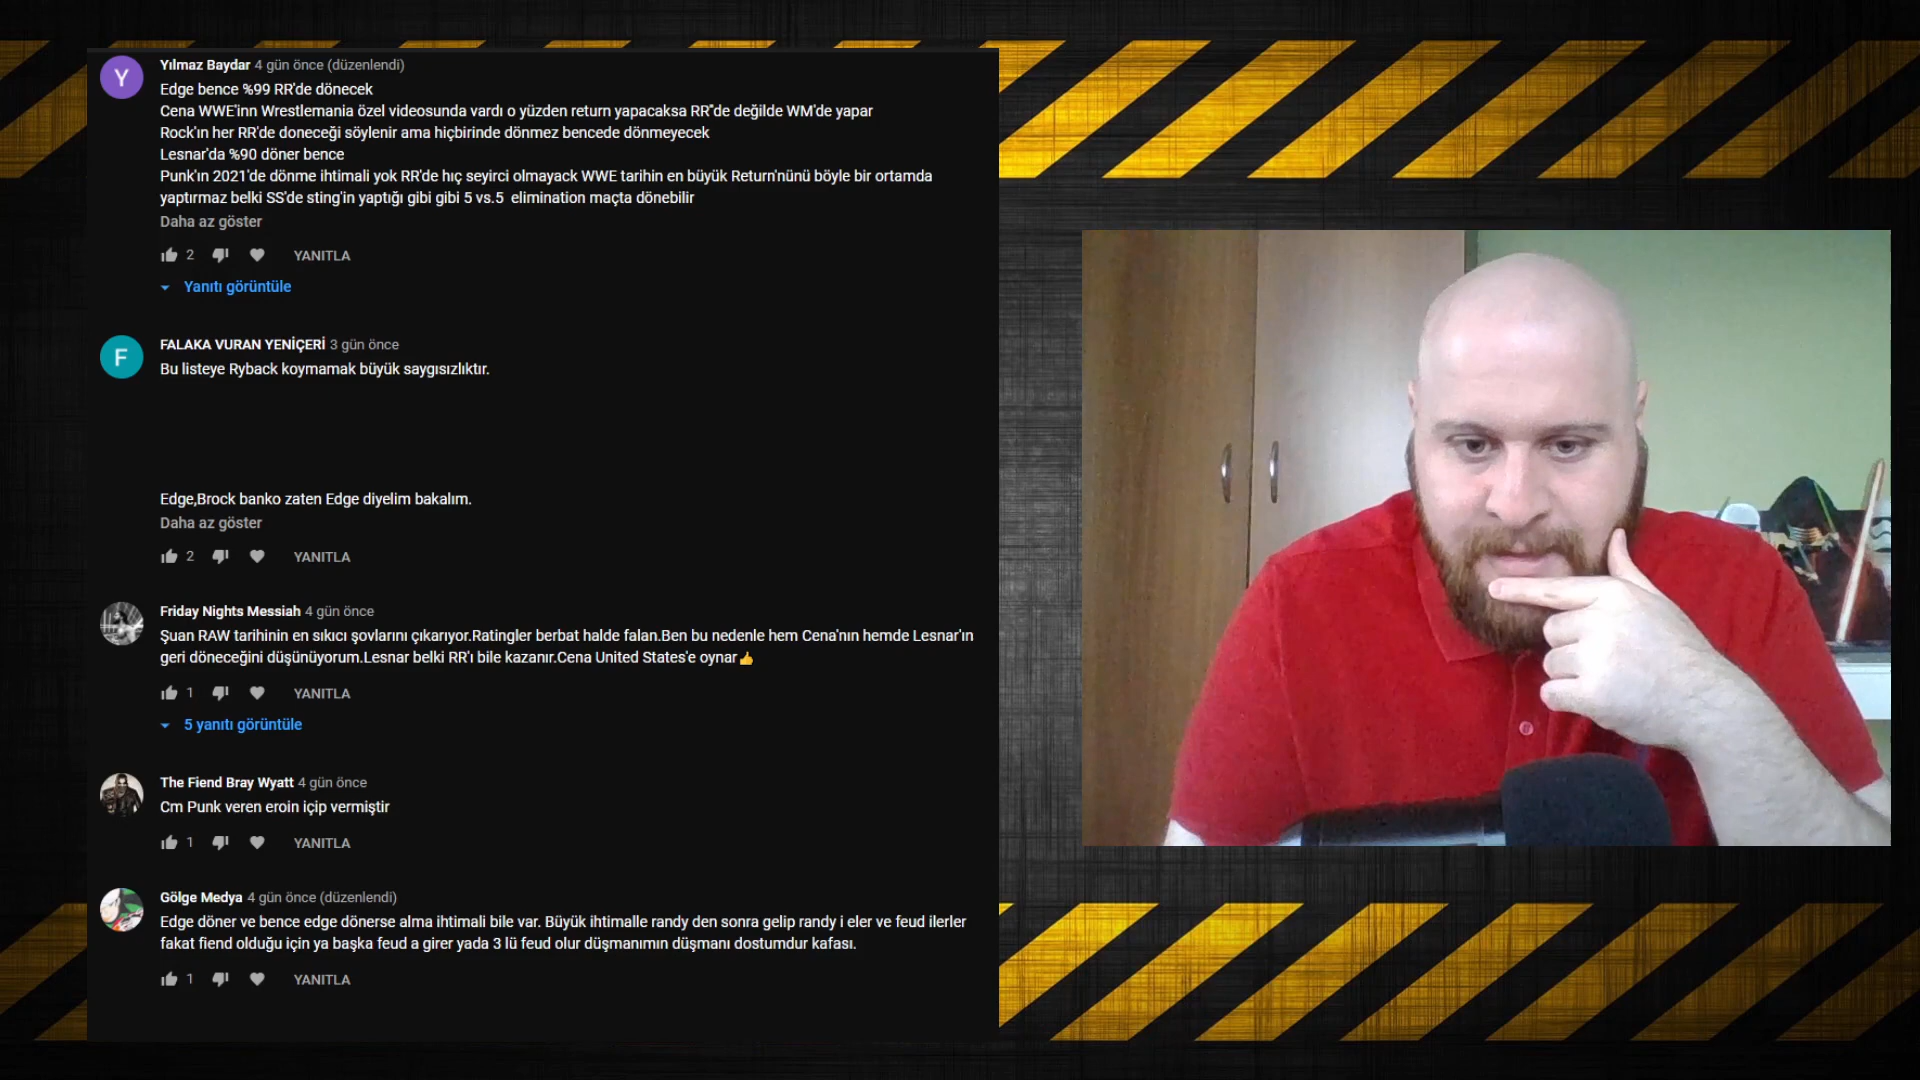 Y
Yılmaz Baydar 4 gün önce (düzenlendi)
Edge bence %99 RR'de dönecek
Cena WWE'inn Wrestlemania özel videosunda vardı o yüzden return yapacaksa RR"de değilde WM'de yapar
Rock'ın her RR'de doneceği söylenir ama hiçbirinde dönmez bencede dönmeyecek
Lesnar'da %90 döner bence
Punk'ın 2021'de dönme ihtimali yok RR'de hıç seyirci olmayack WWE tarihin en büyük Return'nünü böyle bir ortamda
yaptırmaz belki SS'de sting'in yaptığı gibi gibi 5 vs.5 elimination maçta dönebilir
Daha az göster
2 YANITLA
Yanıtı görüntüle
F
FALAKA VURAN YENİÇERİ 3 gün önce
Bu listeye Ryback koymamak büyük saygısızlıktır.
Edge,Brock banko zaten Edge diyelim bakalım.
Daha az göster
2 YANITLA
Friday Nights Messiah 4 gün önce
Şuan RAW tarihinin en sıkıcı şovlarını çıkarıyor.Ratingler berbat halde falan.Ben bu nedenle hem Cena'nın hemde Lesnar'ın
geri döneceğini düşünüyorum.Lesnar belki RR'ı bile kazanır.Cena United States'e oynar👍
1 YANITLA
5 yanıtı görüntüle
The Fiend Bray Wyatt 4 gün önce
Cm Punk veren eroin içip vermiştir
1 YANITLA
Gölge Medya 4 gün önce (düzenlendi)
Edge döner ve bence edge dönerse alma ihtimali bile var. Büyük ihtimalle randy den sonra gelip randy i eler ve feud ilerler
fakat fiend olduğu için ya başka feud a girer yada 3 lü feud olur düşmanımın düşmanı dostumdur kafası.
1 YANITLA